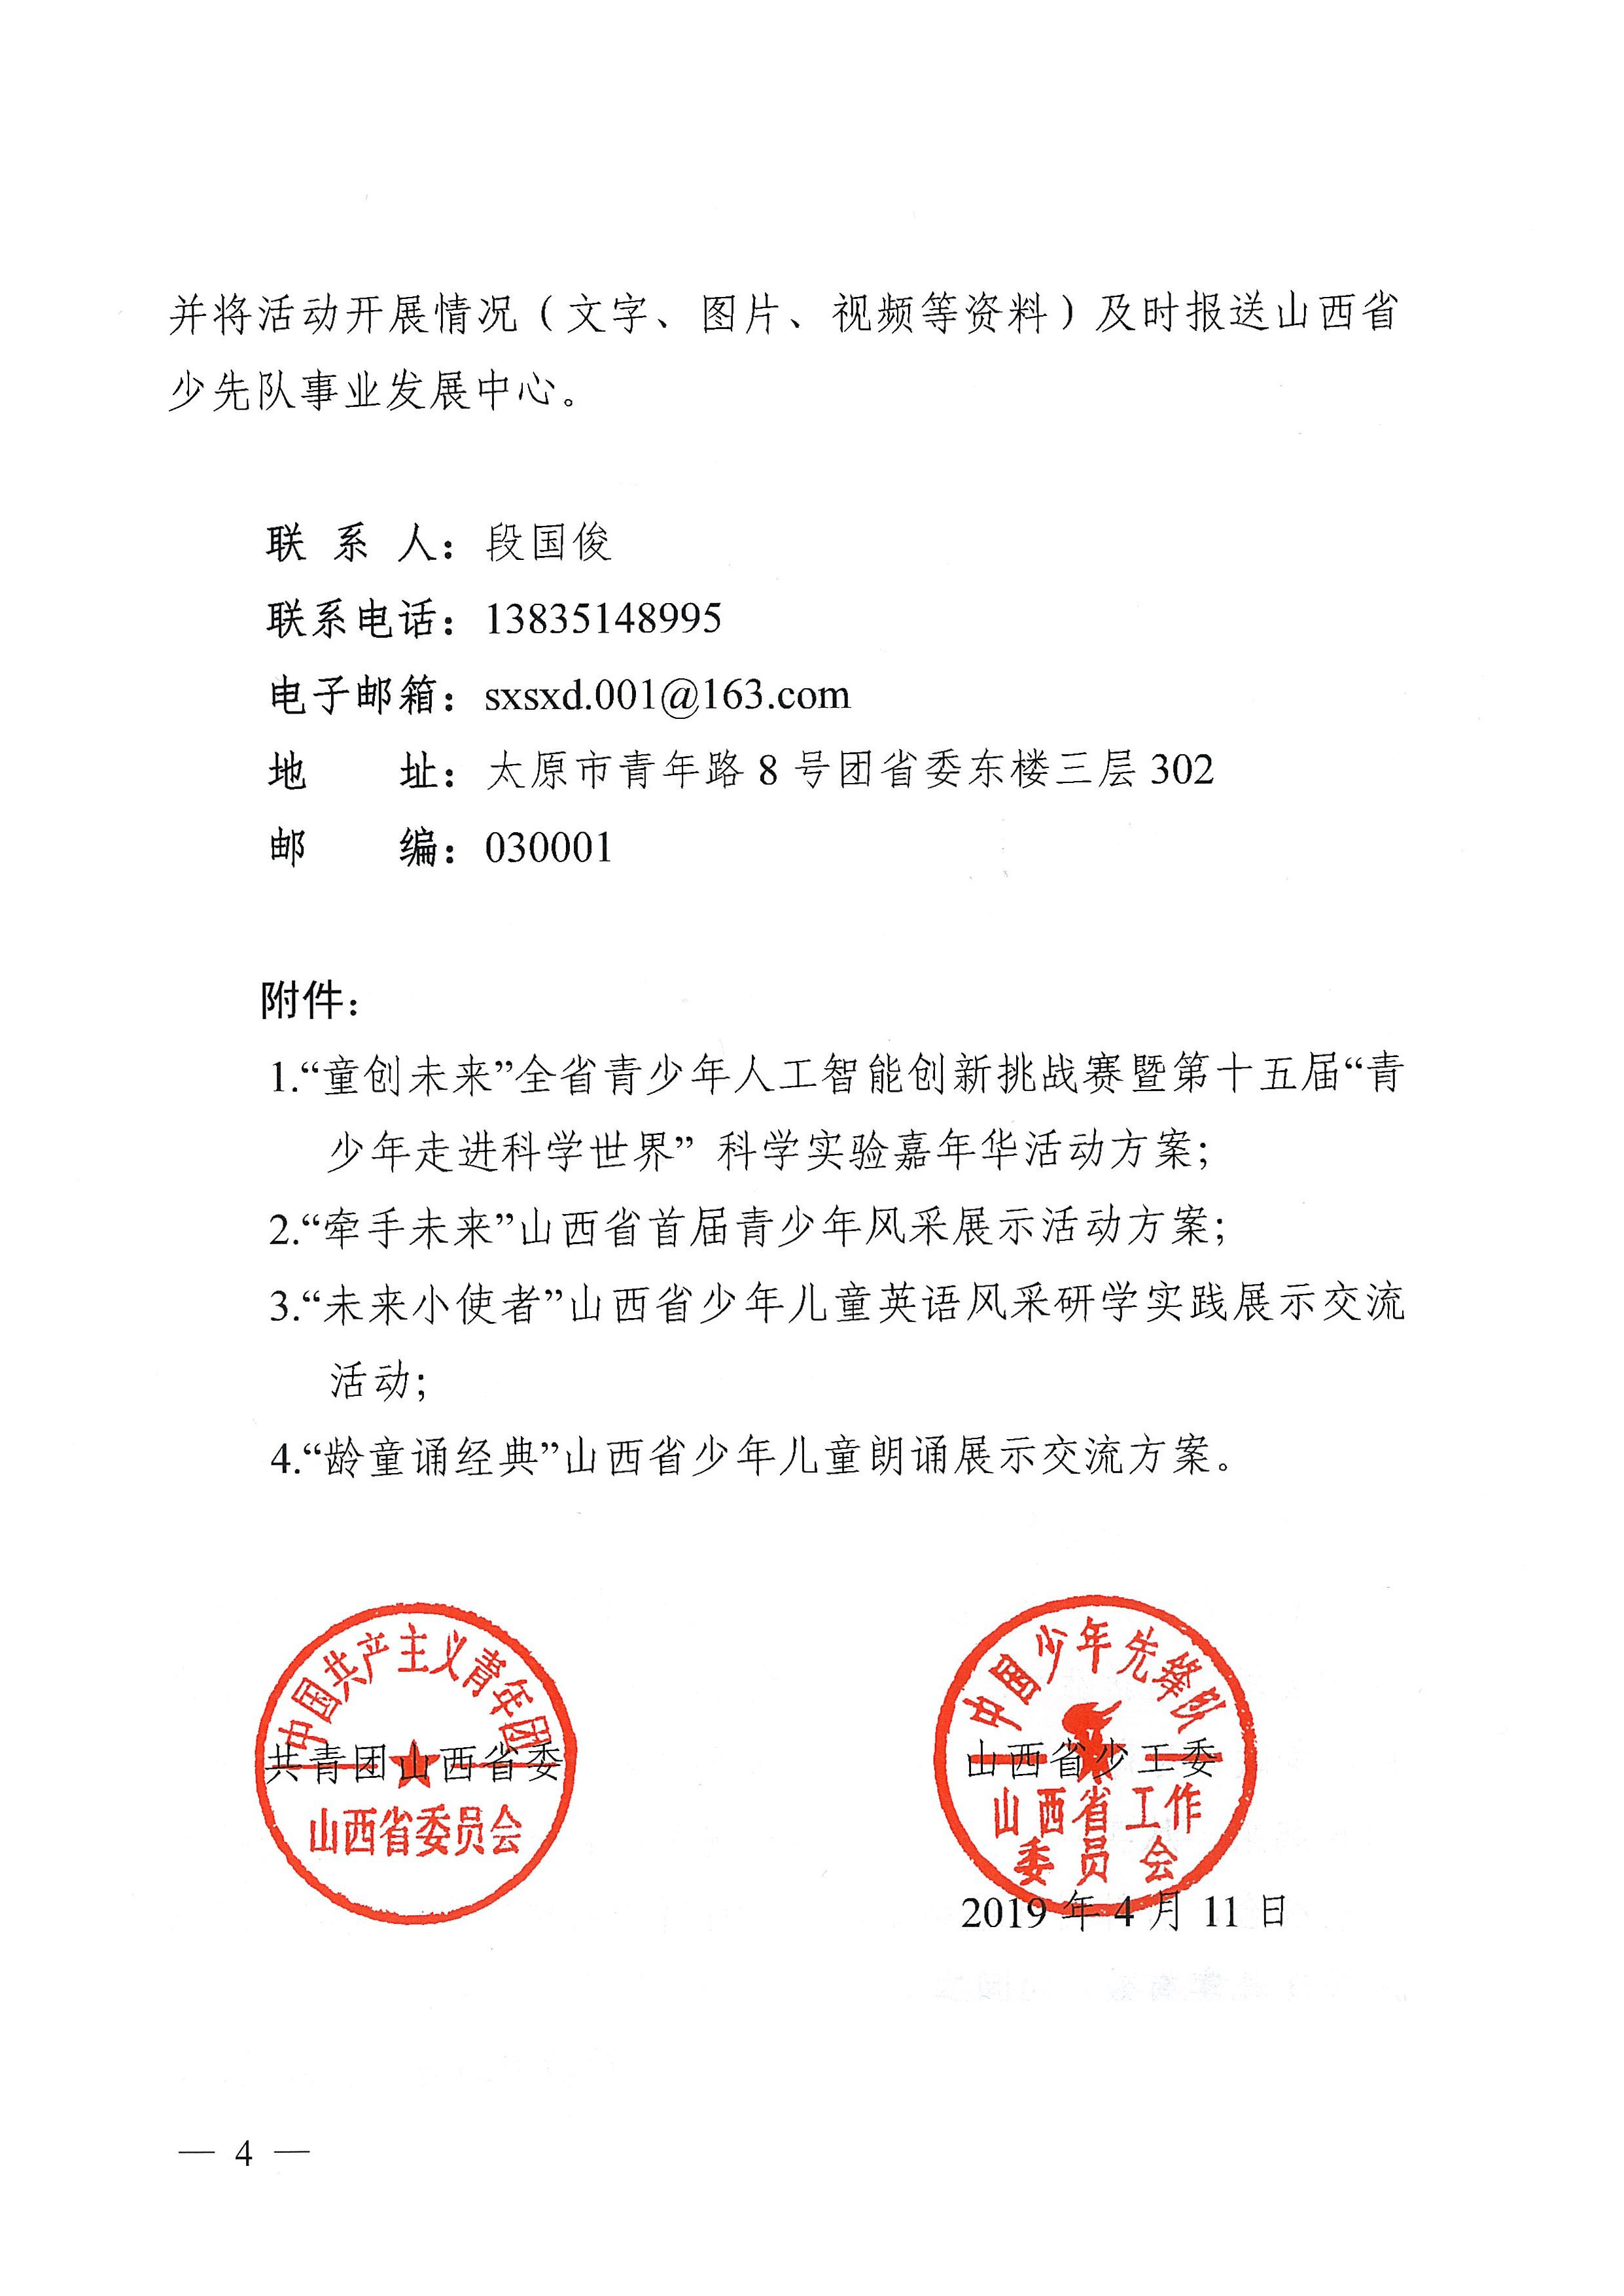 并将活动开展情况（文字、图片、视频等资料）及时报送山西省
少先队事业发展中心。
联 系 人：段国俊
联系电话：13835148995
电子邮箱：sxsxd.001@163.com
地　　址：太原市青年路 8 号团省委东楼三层 302
邮　　编：030001
附件：
1.“童创未来”全省青少年人工智能创新挑战赛暨第十五届“青
少年走进科学世界” 科学实验嘉年华活动方案；
2.“牵手未来”山西省首届青少年风采展示活动方案；
3.“未来小使者”山西省少年儿童英语风采研学实践展示交流
活动；
4.“龄童诵经典”山西省少年儿童朗诵展示交流方案。
中国共产主义青年团
共青团山西省委
山西省委员会
中国少年先锋队
山西省少工委
山西省工作
委员会
2019 年 4 月 11 日
— 4 —